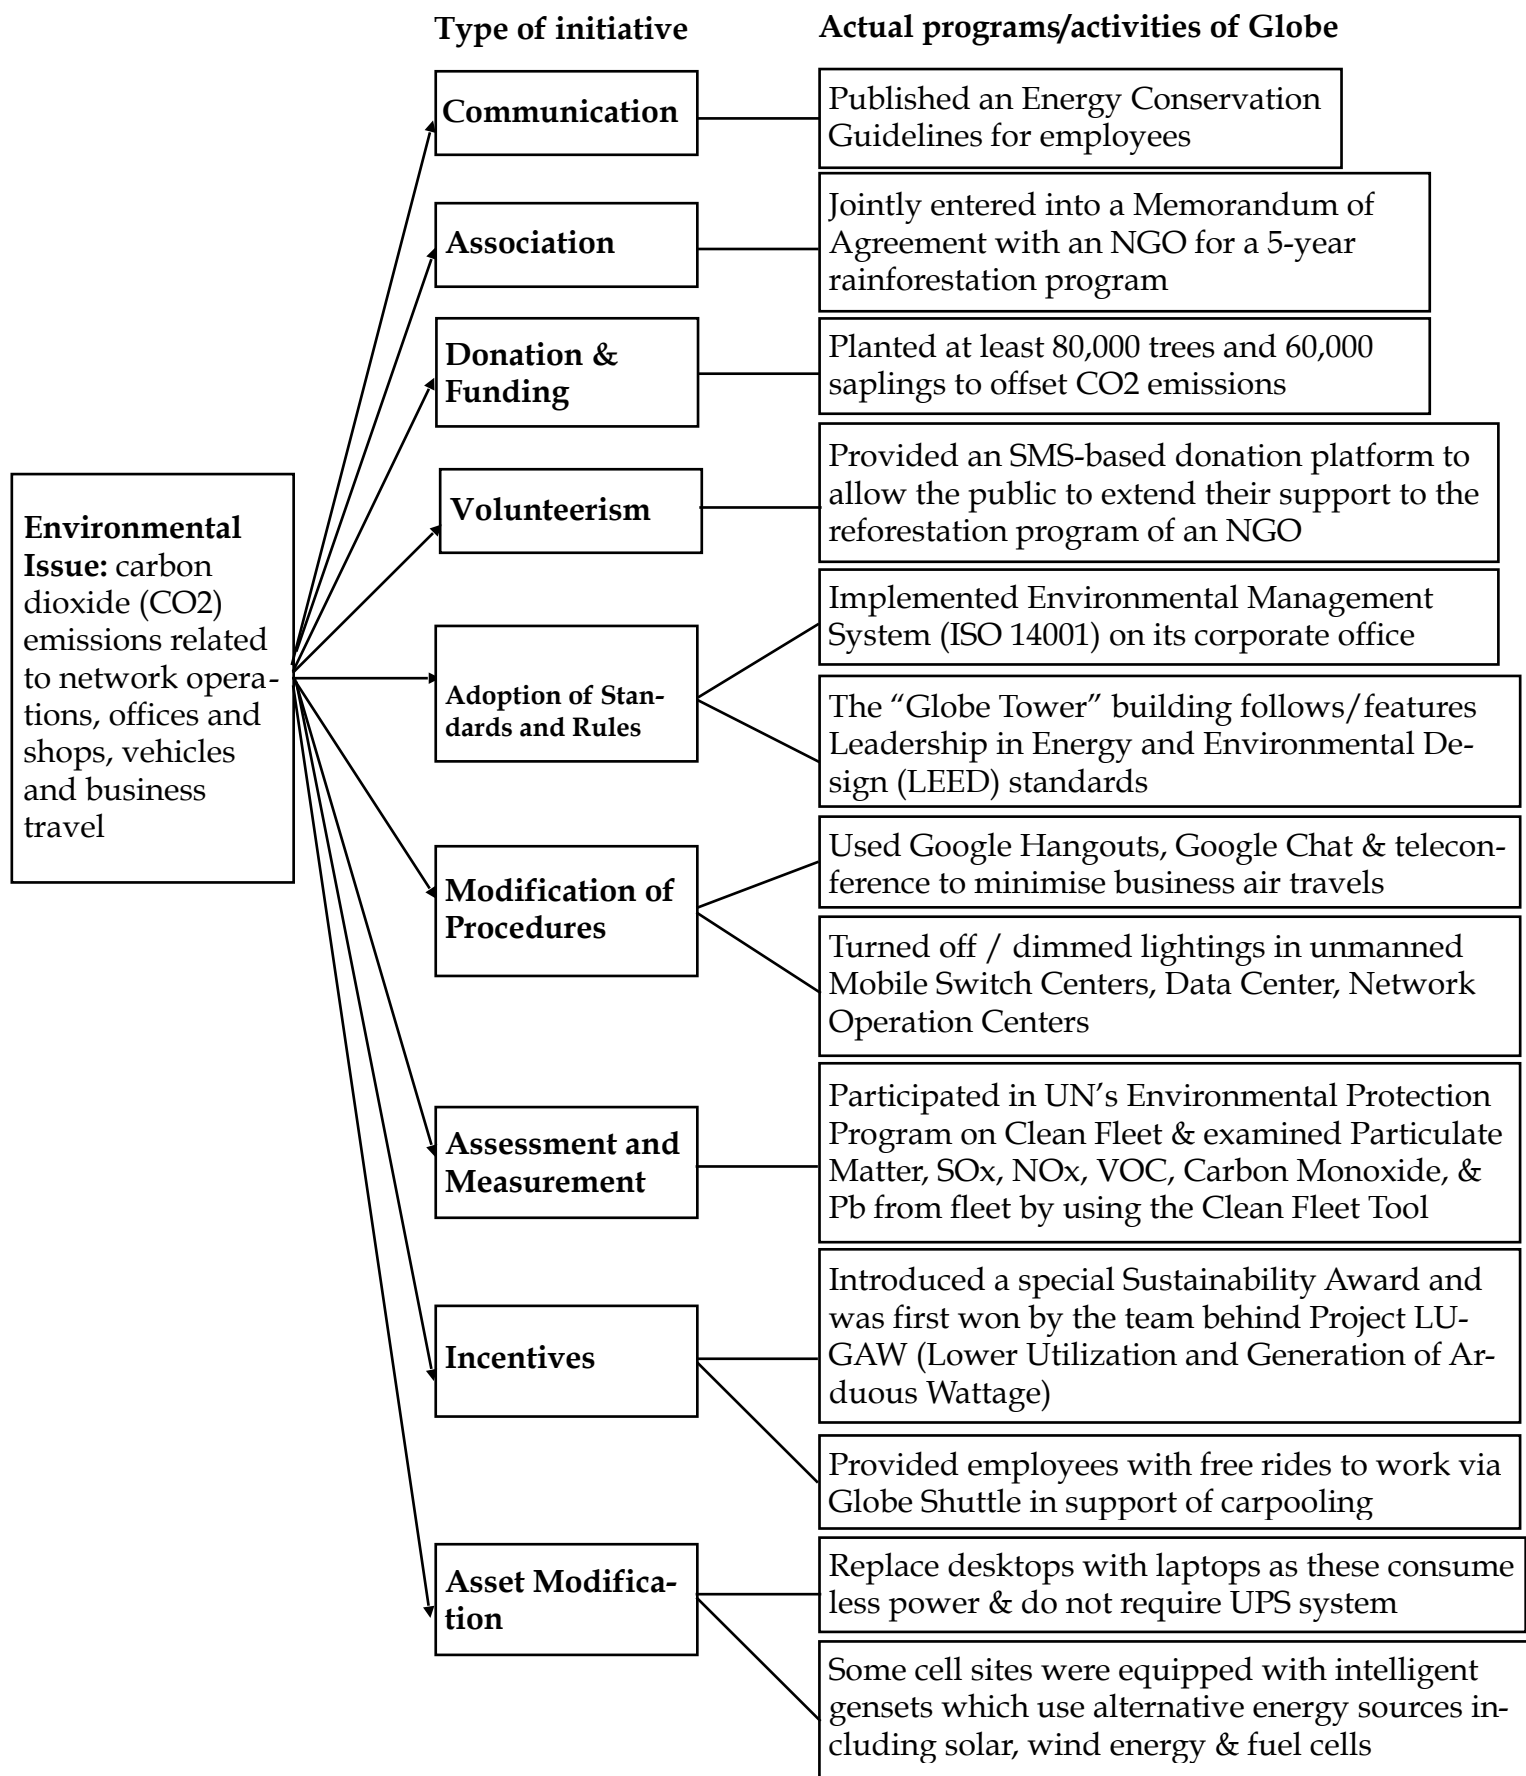 Type of initiative
Actual programs/activities of Globe
Environmental
Issue: carbon
dioxide (CO2)
emissions related
to network opera-
tions, offices and
shops, vehicles
and business
travel
Communication
Published an Energy Conservation
Guidelines for employees
Association
Jointly entered into a Memorandum of
Agreement with an NGO for a 5-year
rainforestation program
Donation &
Funding
Planted at least 80,000 trees and 60,000
saplings to offset CO2 emissions
Volunteerism
Provided an SMS-based donation platform to
allow the public to extend their support to the
reforestation program of an NGO
Adoption of Stan-
dards and Rules
Implemented Environmental Management
System (ISO 14001) on its corporate office
The “Globe Tower” building follows/features
Leadership in Energy and Environmental De-
sign (LEED) standards
Modification of
Procedures
Used Google Hangouts, Google Chat & telecon-
ference to minimise business air travels
Turned off / dimmed lightings in unmanned
Mobile Switch Centers, Data Center, Network
Operation Centers
Assessment and
Measurement
Participated in UN’s Environmental Protection
Program on Clean Fleet & examined Particulate
Matter, SOx, NOx, VOC, Carbon Monoxide, &
Pb from fleet by using the Clean Fleet Tool
Incentives
Introduced a special Sustainability Award and
was first won by the team behind Project LU-
GAW (Lower Utilization and Generation of Ar-
duous Wattage)
Provided employees with free rides to work via
Globe Shuttle in support of carpooling
Asset Modifica-
tion
Replace desktops with laptops as these consume
less power & do not require UPS system
Some cell sites were equipped with intelligent
gensets which use alternative energy sources in-
cluding solar, wind energy & fuel cells